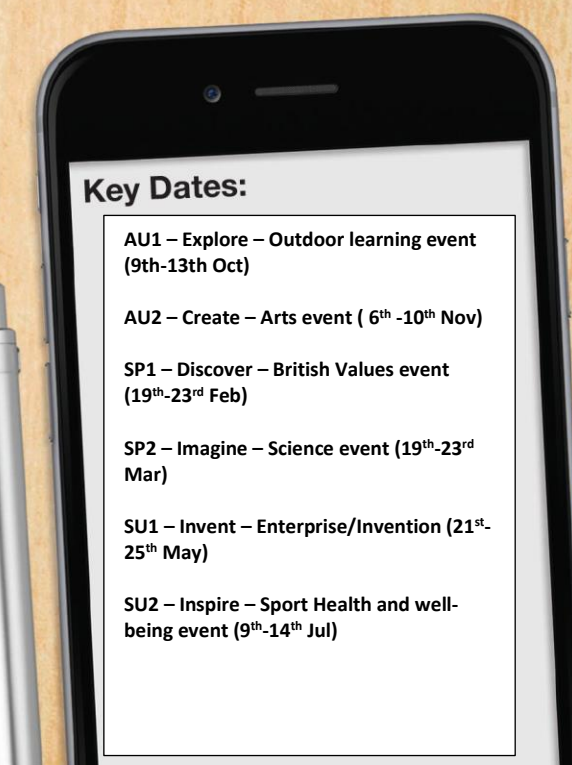 Key Dates:
AU1 – Explore – Outdoor learning event
(9th-13th Oct)
AU2 – Create – Arts event ( 6th -10th Nov)
SP1 – Discover – British Values event
(19th-23rd Feb)
SP2 – Imagine – Science event (19th-23rd
Mar)
SU1 – Invent – Enterprise/Invention (21st-
25th May)
SU2 – Inspire – Sport Health and well-
being event (9th-14th Jul)